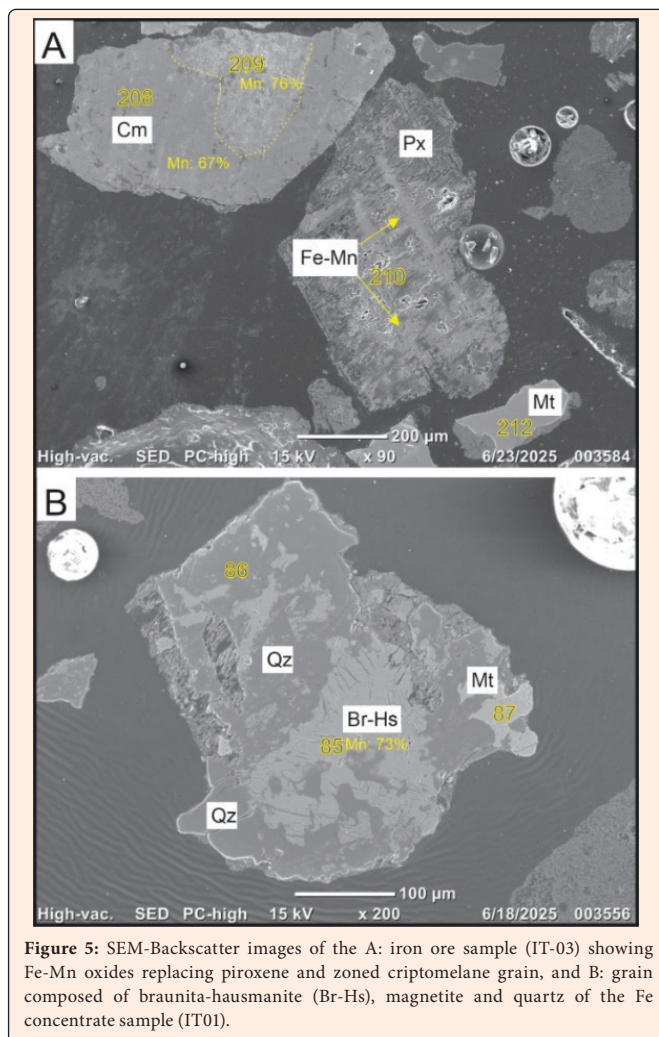 A
209
Mn: 76%
208
Cm
Mn: 67%
Px
Fe-Mn
210
Mt
212
200 µm
High-vac. SED PC-high 15 kV x 90 6/23/2025 003584
B
86
Qz
Mt
Br-Hs
87
85 Mn: 73%
Qz
100 µm
High-vac. SED PC-high 15 kV x 200 6/18/2025 003556
Figure 5: SEM-Backscatter images of the A: iron ore sample (IT-03) showing
Fe-Mn oxides replacing piroxene and zoned criptomelane grain, and B: grain
composed of braunita-hausmanite (Br-Hs), magnetite and quartz of the Fe
concentrate sample (IT01).